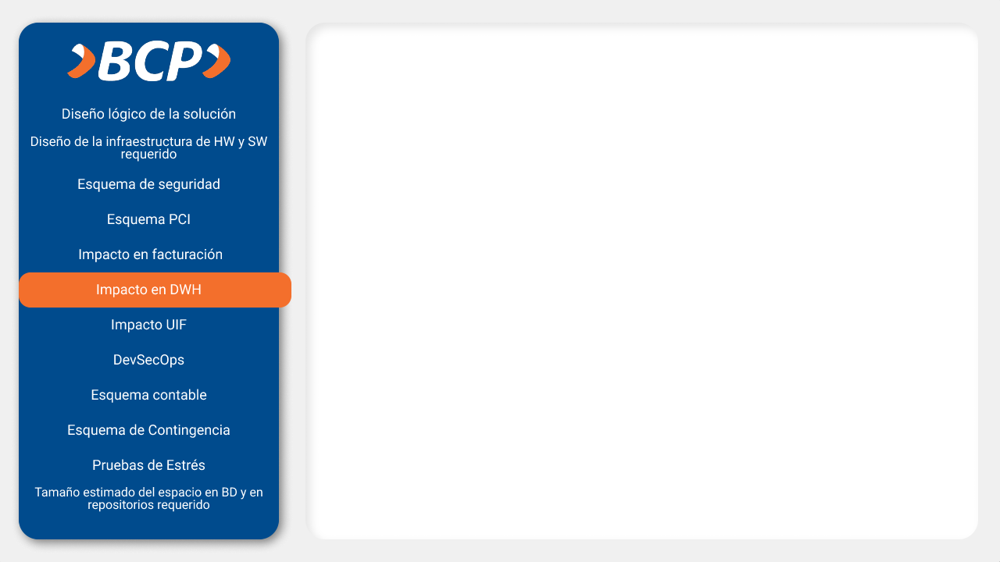 BCP
Diseño lógico de la solución
Diseño de la infraestructura de HW y SW
requerido
Esquema de seguridad
Esquema PCI
Impacto en facturación
Impacto en DWH
Impacto UIF
DevSecOps
Esquema contable
Esquema de Contingencia
Pruebas de Estrés
Tamaño estimado del espacio en BD y en
repositorios requerido